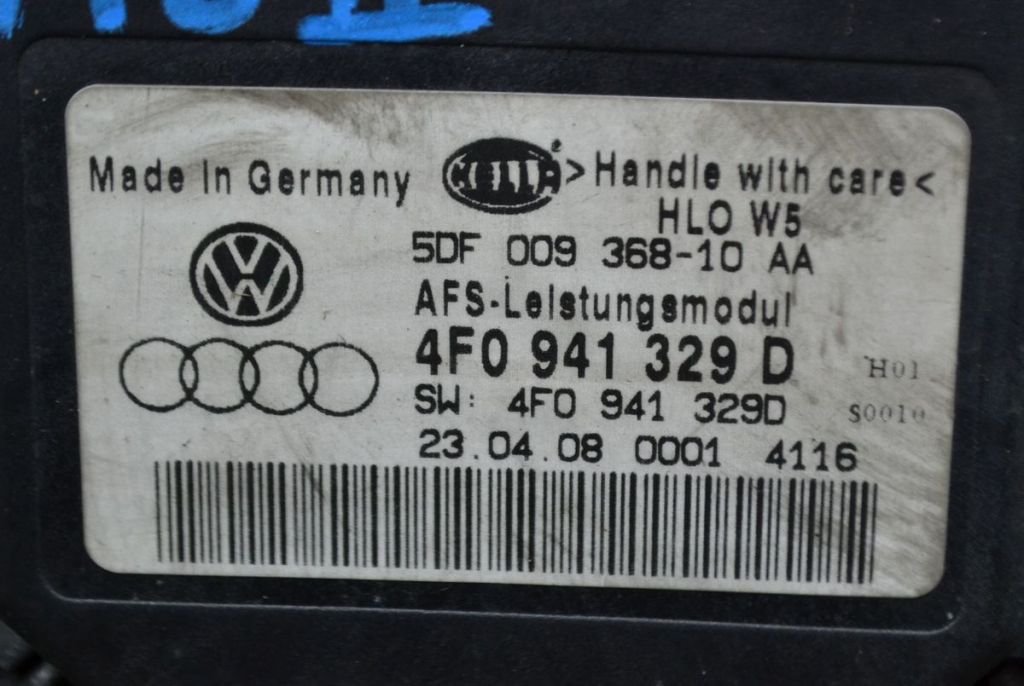 Made in Germany
HELLA
>Handle with care<
HLO W5
5DF 009 368-10 AA
AFS-Leistungsmodul
4F0 941 329 D
H01
SW: 4F0 941 329D
S0010
23.04.08 0001 4116